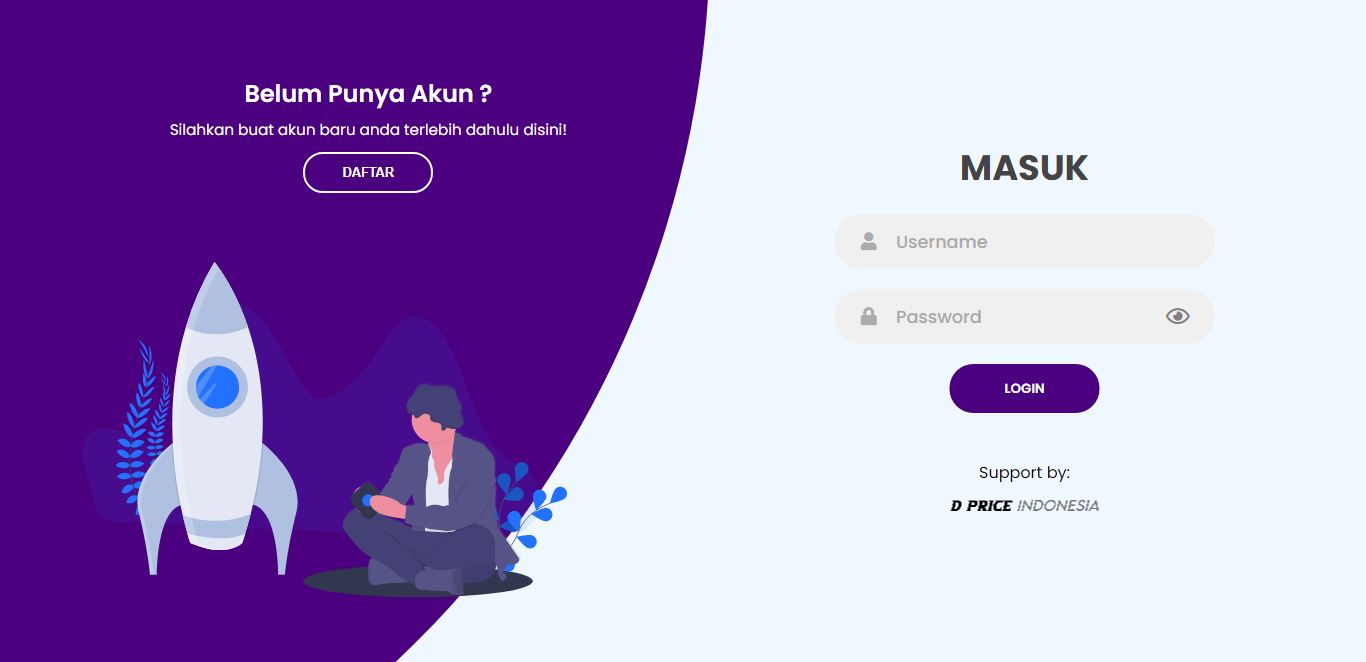 Belum Punya Akun ?
Silahkan buat akun baru anda terlebih dahulu disini!
DAFTAR
MASUK
Username
Password
LOGIN
Support by:
D PRICE INDONESIA